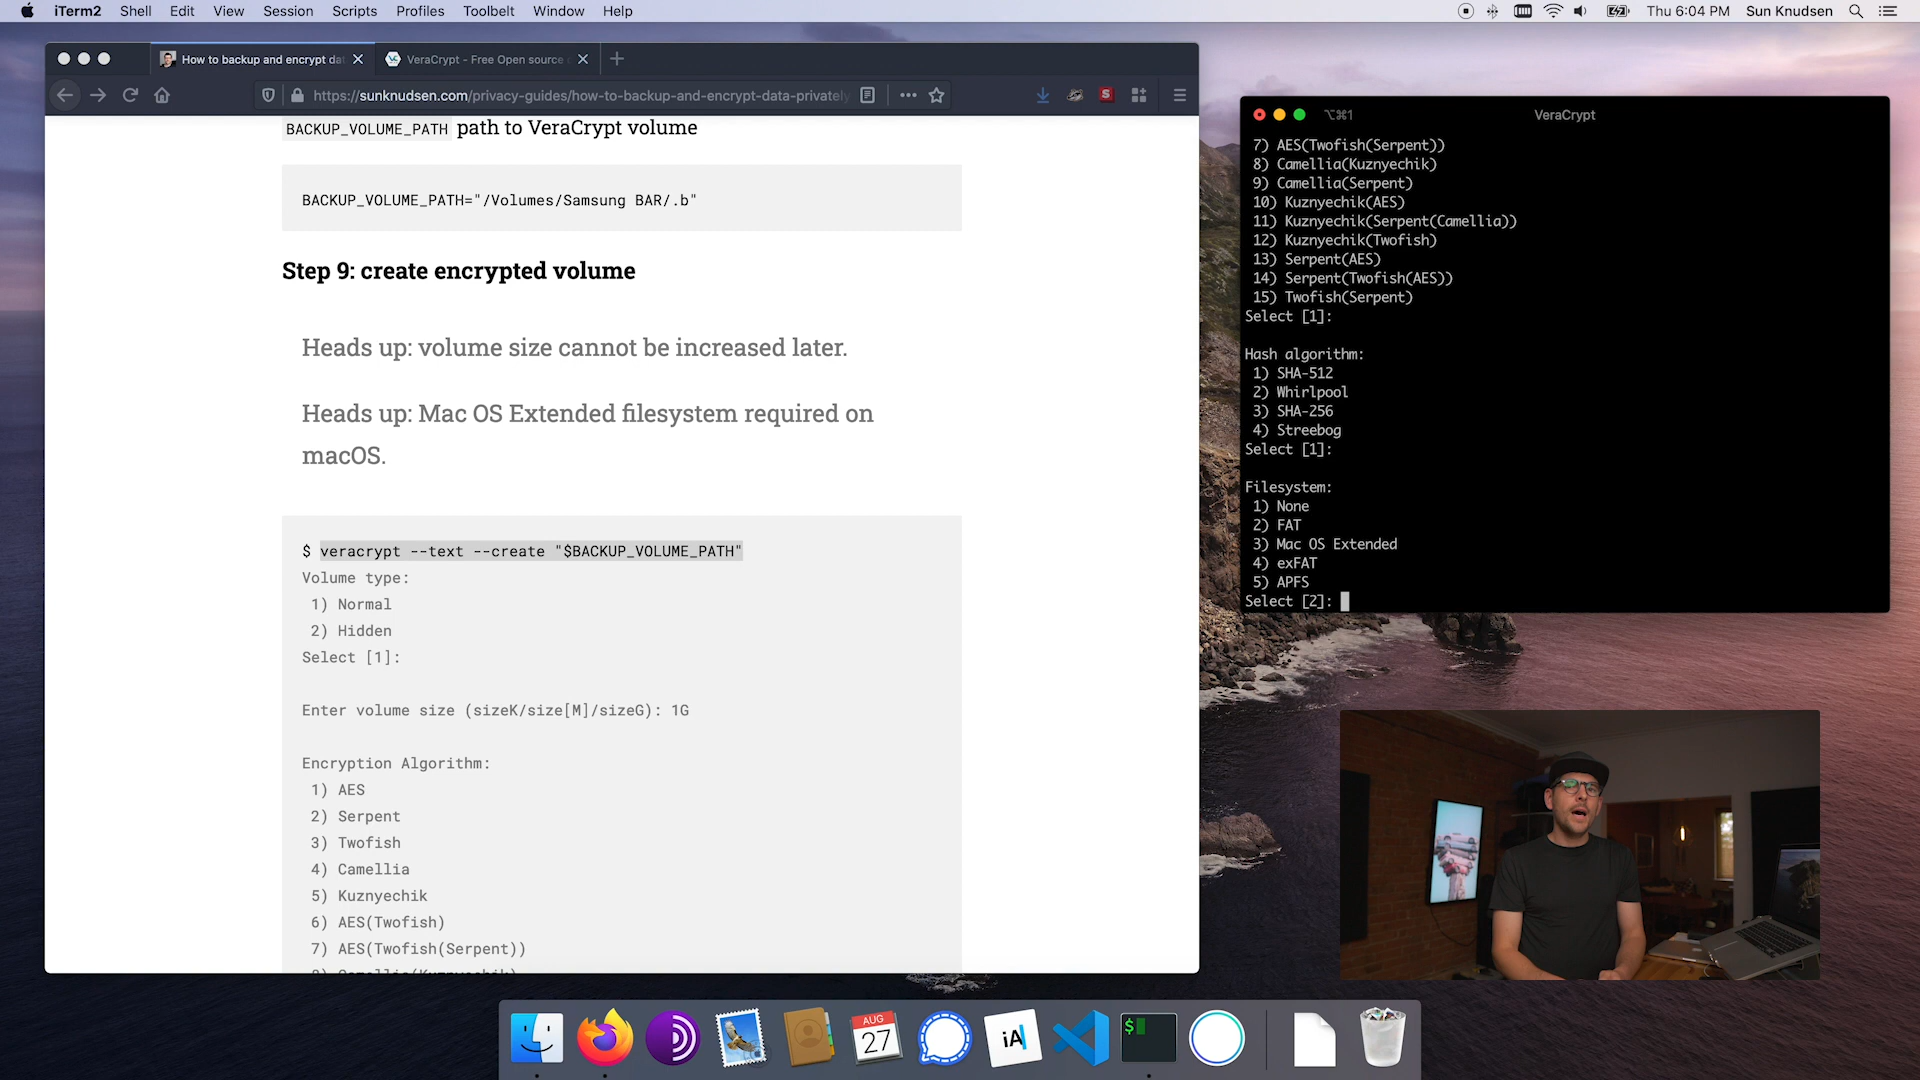 iTerm2 Shell Edit View Session Scripts Profiles Toolbelt Window Help
Thu 6:04 PM Sun Knudsen
How to backup and encrypt dat
VeraCrypt - Free Open source
https://sunknudsen.com/privacy-guides/how-to-backup-and-encrypt-data-privately
BACKUP_VOLUME_PATH path to VeraCrypt volume
BACKUP_VOLUME_PATH="/Volumes/Samsung BAR/.b"
Step 9: create encrypted volume
Heads up: volume size cannot be increased later.
Heads up: Mac OS Extended filesystem required on
macOS.
$ veracrypt --text --create "$BACKUP_VOLUME_PATH"
Volume type:
1) Normal
2) Hidden
Select [1]:
Enter volume size (sizeK/size[M]/sizeG): 1G
Encryption Algorithm:
1) AES
2) Serpent
3) Twofish
4) Camellia
5) Kuznyechik
6) AES(Twofish)
7) AES(Twofish(Serpent))
8) Camellia(Kuznyechik)
⌥⌘1
VeraCrypt
7) AES(Twofish(Serpent))
8) Camellia(Kuznyechik)
9) Camellia(Serpent)
10) Kuznyechik(AES)
11) Kuznyechik(Serpent(Camellia))
12) Kuznyechik(Twofish)
13) Serpent(AES)
14) Serpent(Twofish(AES))
15) Twofish(Serpent)
Select [1]:
Hash algorithm:
1) SHA-512
2) Whirlpool
3) SHA-256
4) Streebog
Select [1]:
Filesystem:
1) None
2) FAT
3) Mac OS Extended
4) exFAT
5) APFS
Select [2]:
AUG
27
iA
$
S